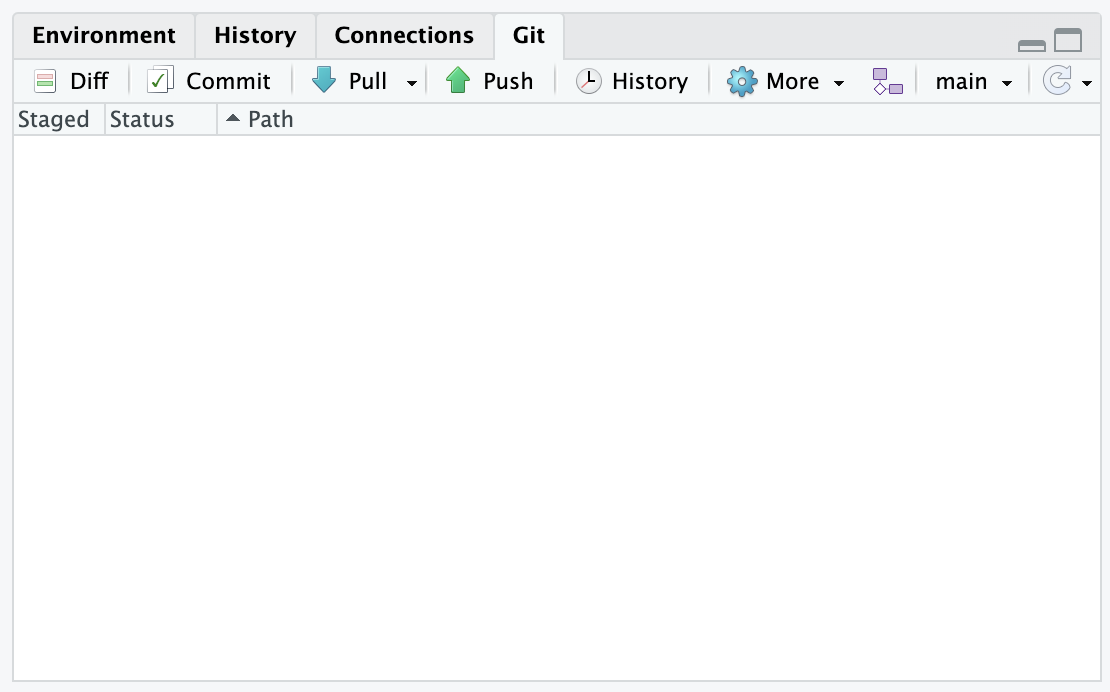 Environment History Connections Git
Diff Commit Pull Push History More main
Staged Status Path